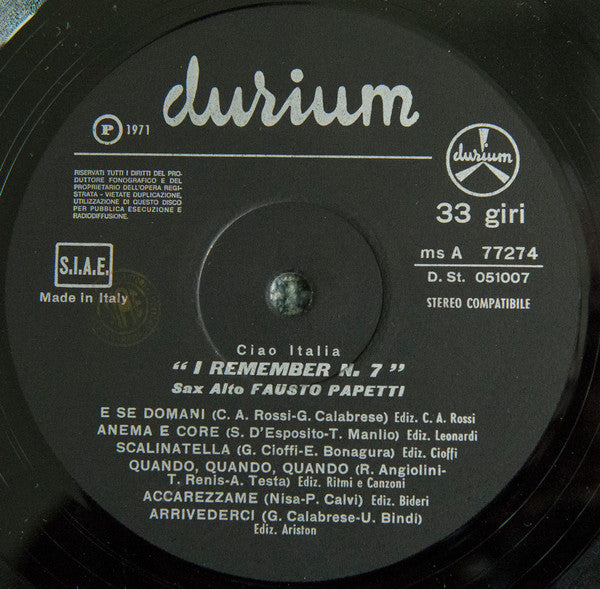 durium
P 1971
RISERVATI TUTTI I DIRITTI DEL PRO-
DUTTORE FONOGRAFICO E DEL
PROPRIETARIO DELL'OPERA REGI-
STRATA - VIETATE DUPLICAZIONE,
UTILIZZAZIONE DI QUESTO DISCO
PER PUBBLICA ESECUZIONE E
RADIODIFFUSIONE.
durium
33 giri
ms A 77274
D. St. 051007
STEREO COMPATIBILE
S.I.A.E.
Made in Italy
Ciao Italia
"I REMEMBER N. 7"
Sax Alto FAUSTO PAPETTI
E SE DOMANI (C. A. Rossi-G. Calabrese) Ediz. C. A. Rossi
ANEMA E CORE (S. D'Esposito-T. Manlio) Ediz. Leonardi
SCALINATELLA (G. Cioffi-E. Bonagura) Ediz. Cioffi
QUANDO, QUANDO, QUANDO (R. Angiolini-
T. Renis-A. Testa) Ediz. Ritmi e Canzoni
ACCAREZZAME (Nisa-P. Calvi) Ediz. Bideri
ARRIVEDERCI (G. Calabrese-U. Bindi)
Ediz. Ariston